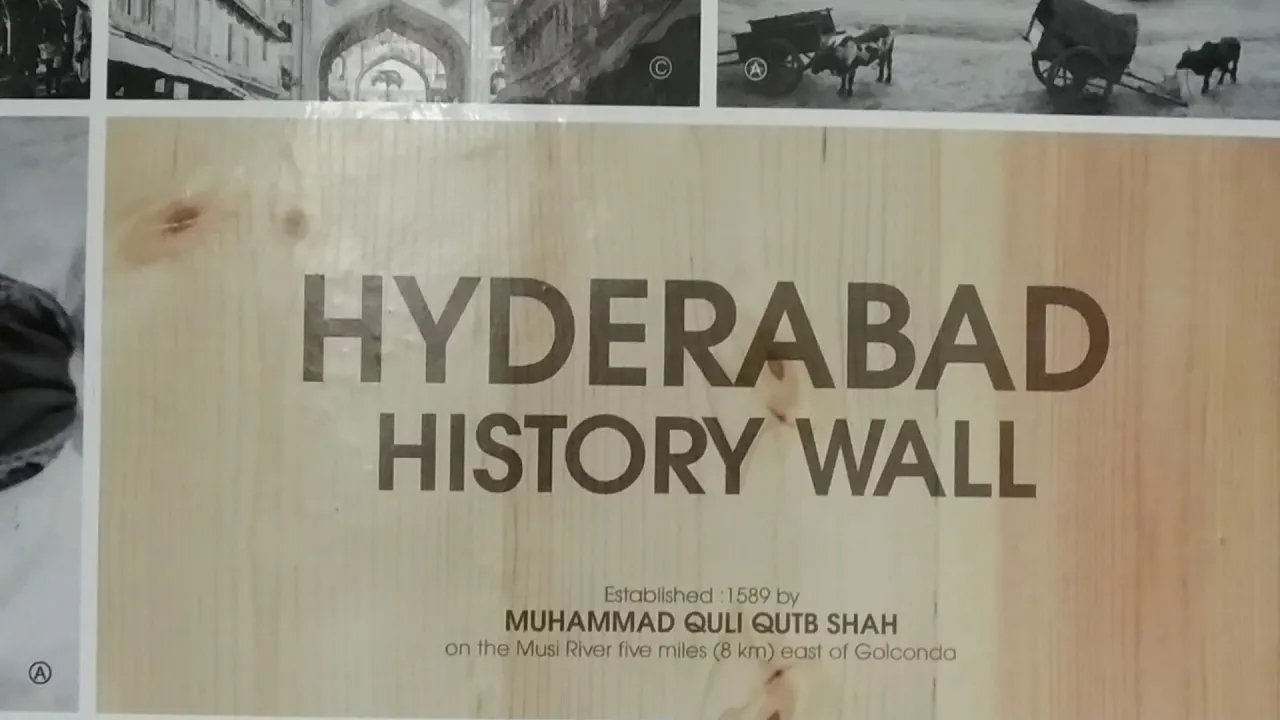 ©
Ⓐ
HYDERABAD
HISTORY WALL
Established :1589 by
MUHAMMAD QULI QUTB SHAH
on the Musi River five miles (8 km) east of Golconda
Ⓐ